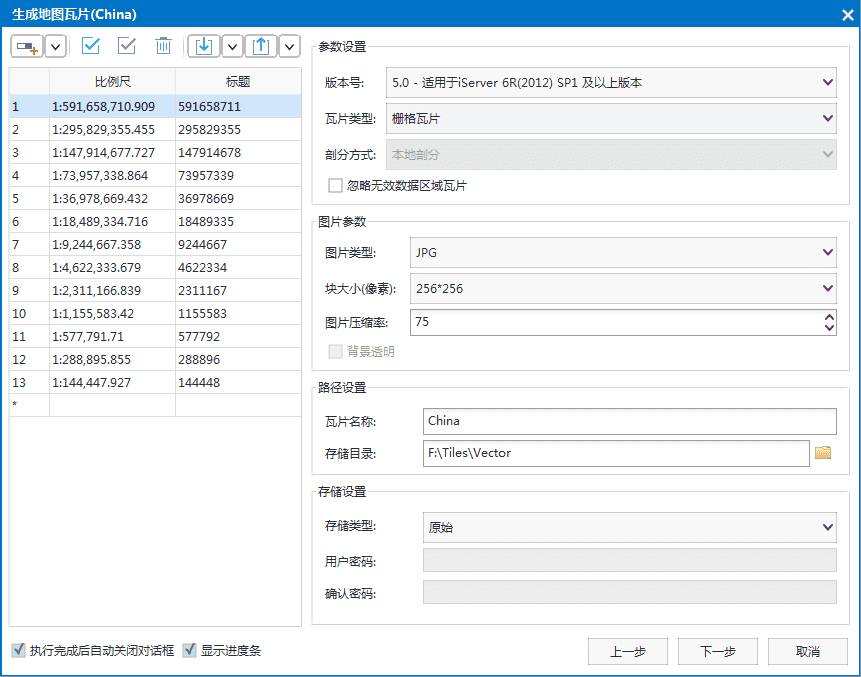 生成地图瓦片(China)
比例尺 标题
1 1:591,658,710.909 591658711
2 1:295,829,355.455 295829355
3 1:147,914,677.727 147914678
4 1:73,957,338.864 73957339
5 1:36,978,669.432 36978669
6 1:18,489,334.716 18489335
7 1:9,244,667.358 9244667
8 1:4,622,333.679 4622334
9 1:2,311,166.839 2311167
10 1:1,155,583.42 1155583
11 1:577,791.71 577792
12 1:288,895.855 288896
13 1:144,447.927 144448
*
参数设置
版本号: 5.0 - 适用于iServer 6R(2012) SP1 及以上版本
瓦片类型: 栅格瓦片
剖分方式: 本地剖分
忽略无效数据区域瓦片
图片参数
图片类型: JPG
块大小(像素): 256*256
图片压缩率: 75
背景透明
路径设置
瓦片名称: China
存储目录: F:\Tiles\Vector
存储设置
存储类型: 原始
用户密码:
确认密码:
执行完成后自动关闭对话框 显示进度条
上一步 下一步 取消